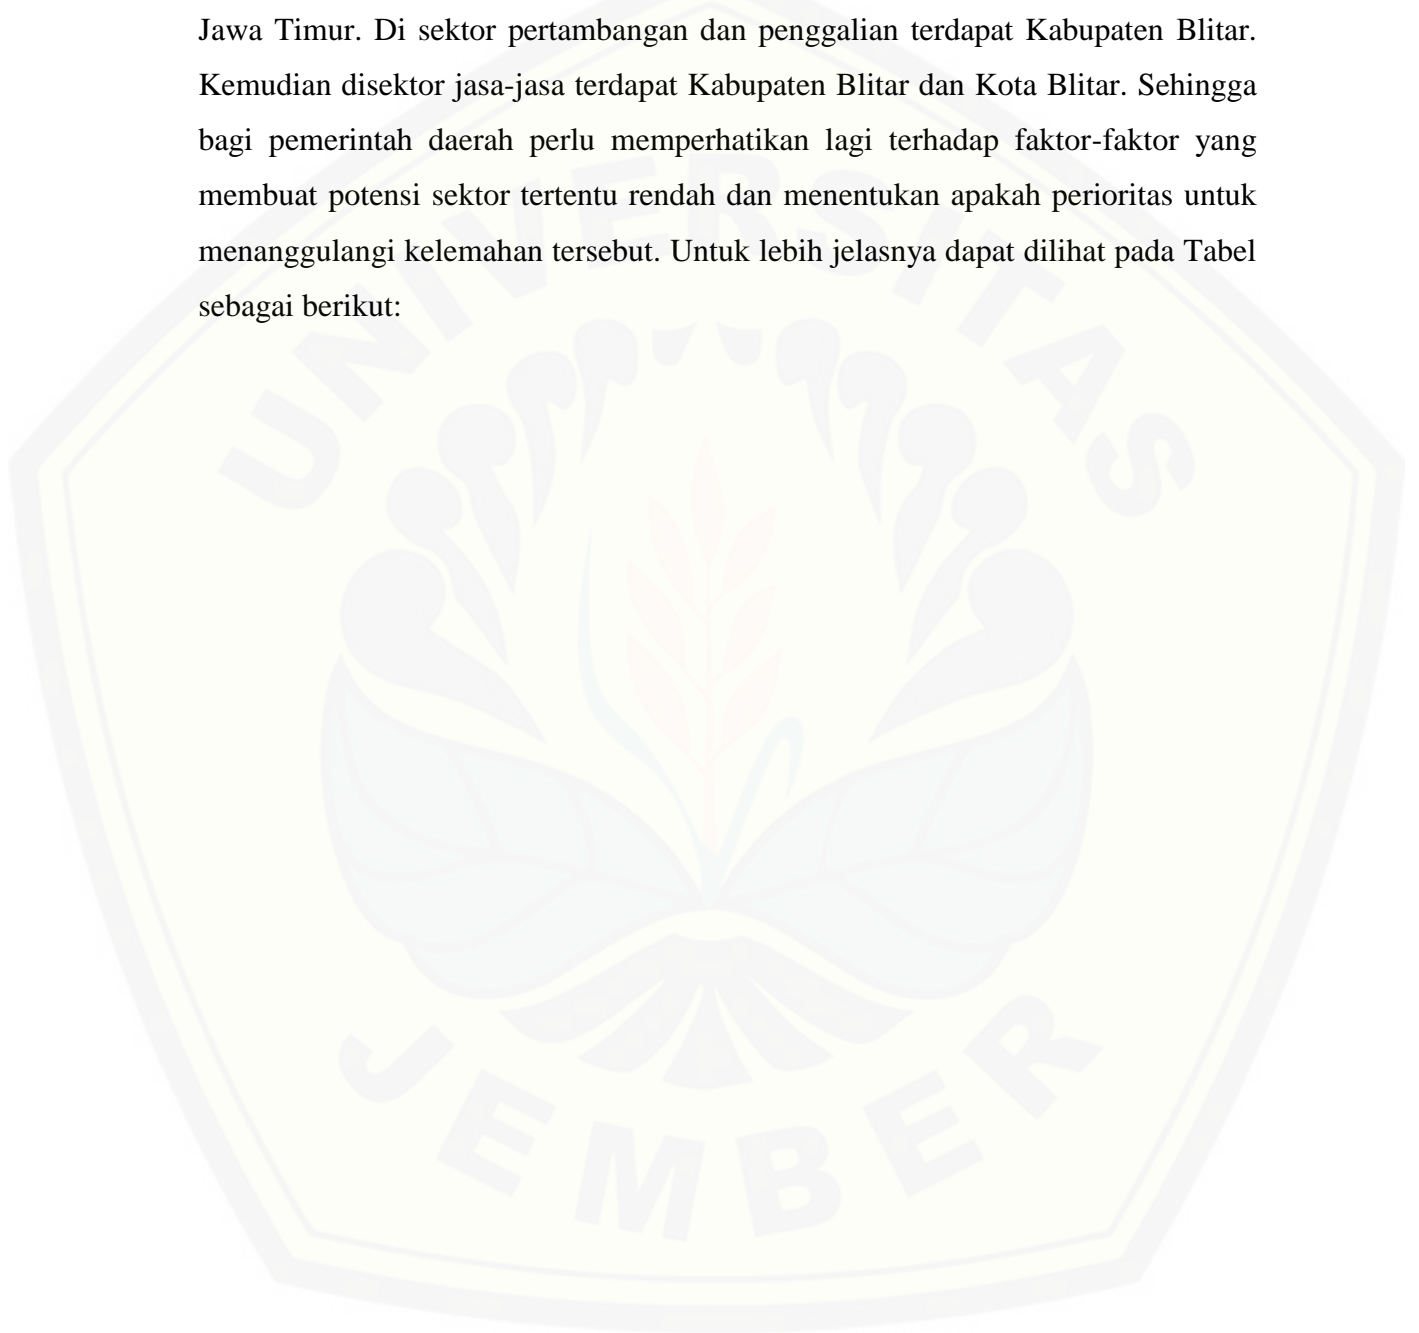 Jawa Timur. Di sektor pertambangan dan penggalian terdapat Kabupaten Blitar.
Kemudian disektor jasa-jasa terdapat Kabupaten Blitar dan Kota Blitar. Sehingga
bagi pemerintah daerah perlu memperhatikan lagi terhadap faktor-faktor yang
membuat potensi sektor tertentu rendah dan menentukan apakah perioritas untuk
menanggulangi kelemahan tersebut. Untuk lebih jelasnya dapat dilihat pada Tabel
sebagai berikut:
UNIVERSITAS
JEMBER